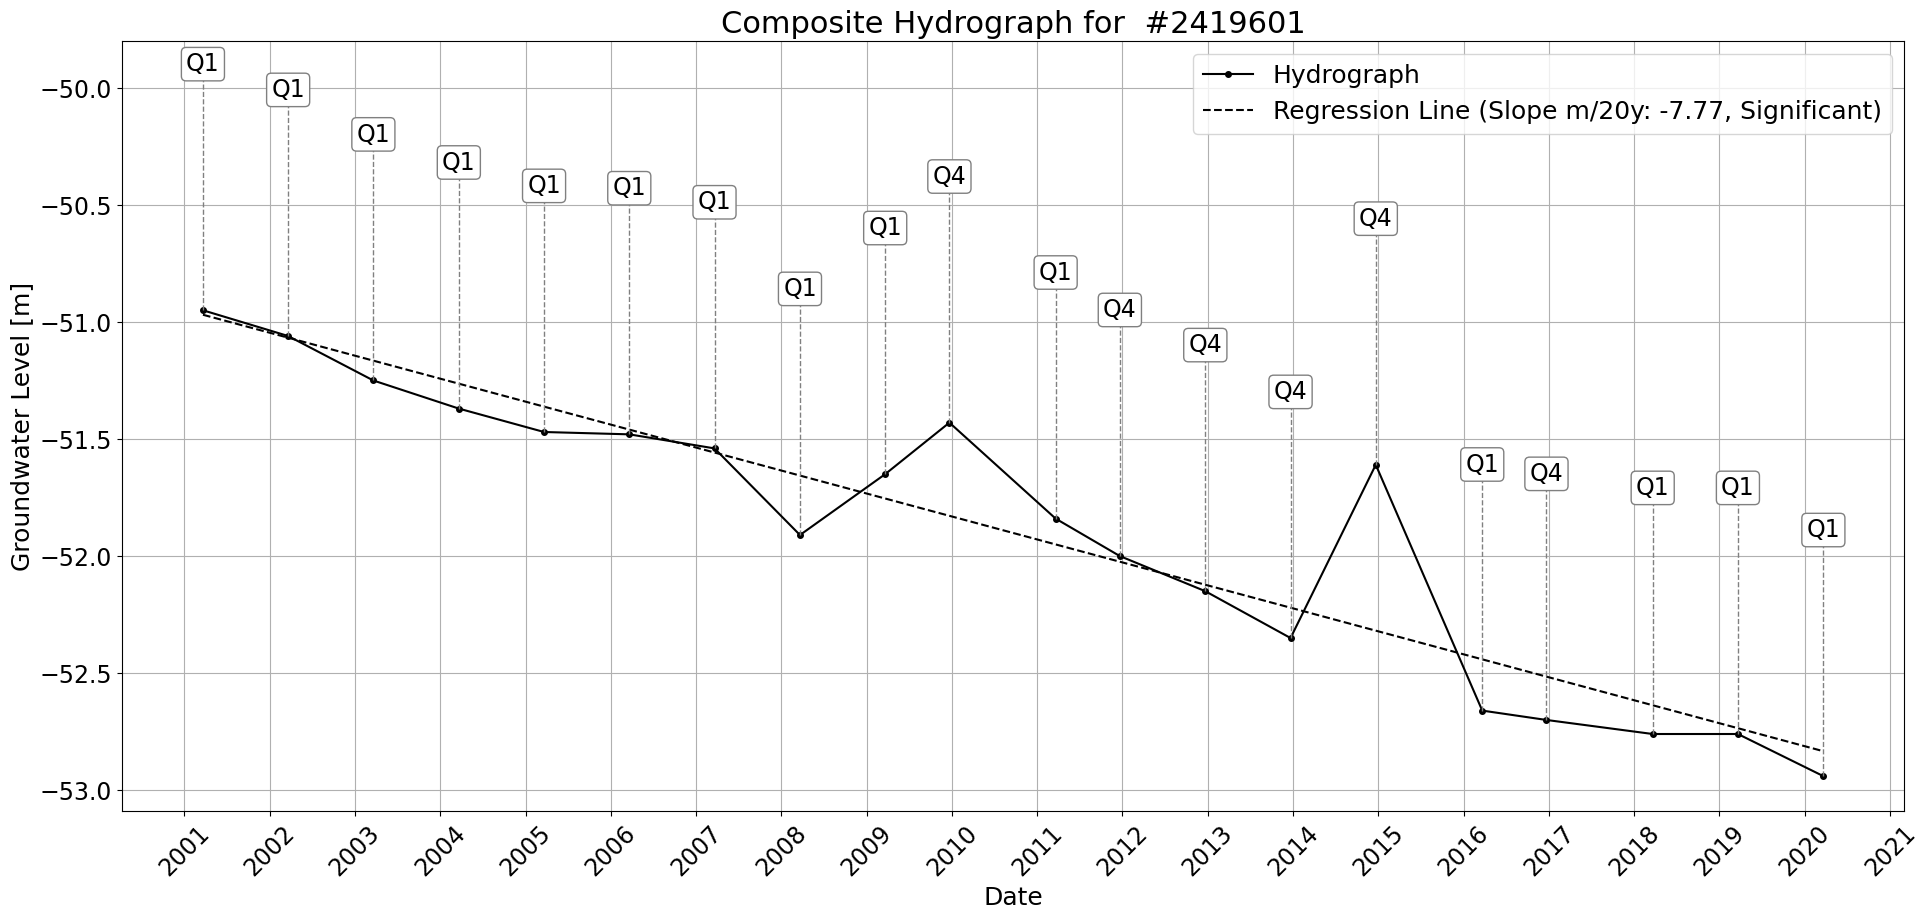 Composite Hydrograph for  #2419601
Hydrograph
Regression Line (Slope m/20y: -7.77, Significant)
Q1
Q1
Q1
Q1
Q1
Q1
Q1
Q1
Q1
Q4
Q1
Q4
Q4
Q4
Q4
Q1
Q4
Q1
Q1
Q1
Groundwater Level [m]
−50.0
−50.5
−51.0
−51.5
−52.0
−52.5
−53.0
2001
2002
2003
2004
2005
2006
2007
2008
2009
2010
2011
2012
2013
2014
2015
2016
2017
2018
2019
2020
2021
Date